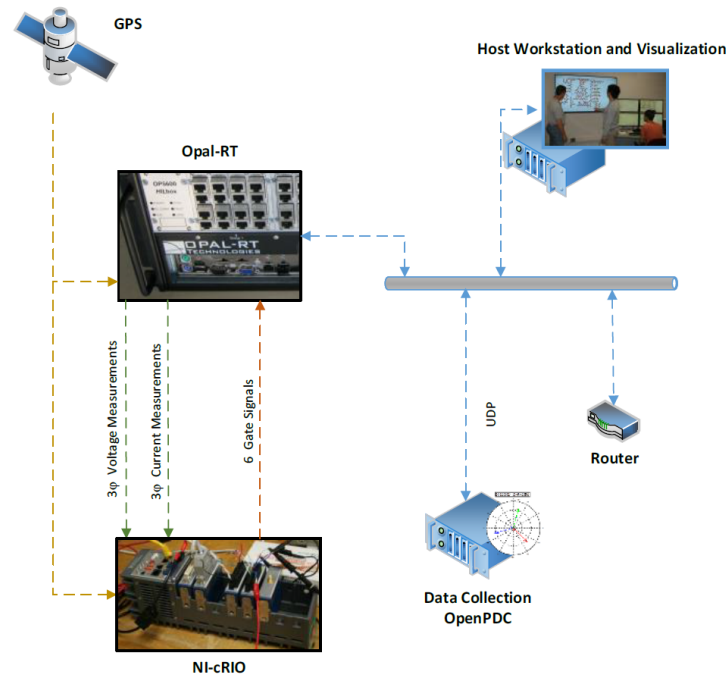 GPS
Host Workstation and Visualization
Opal-RT
OP5600
OPAL-RT
TECHNOLOGIES
3φ Voltage Measurements
3φ Current Measurements
6 Gate Signals
UDP
Router
Data Collection
OpenPDC
NI-cRIO